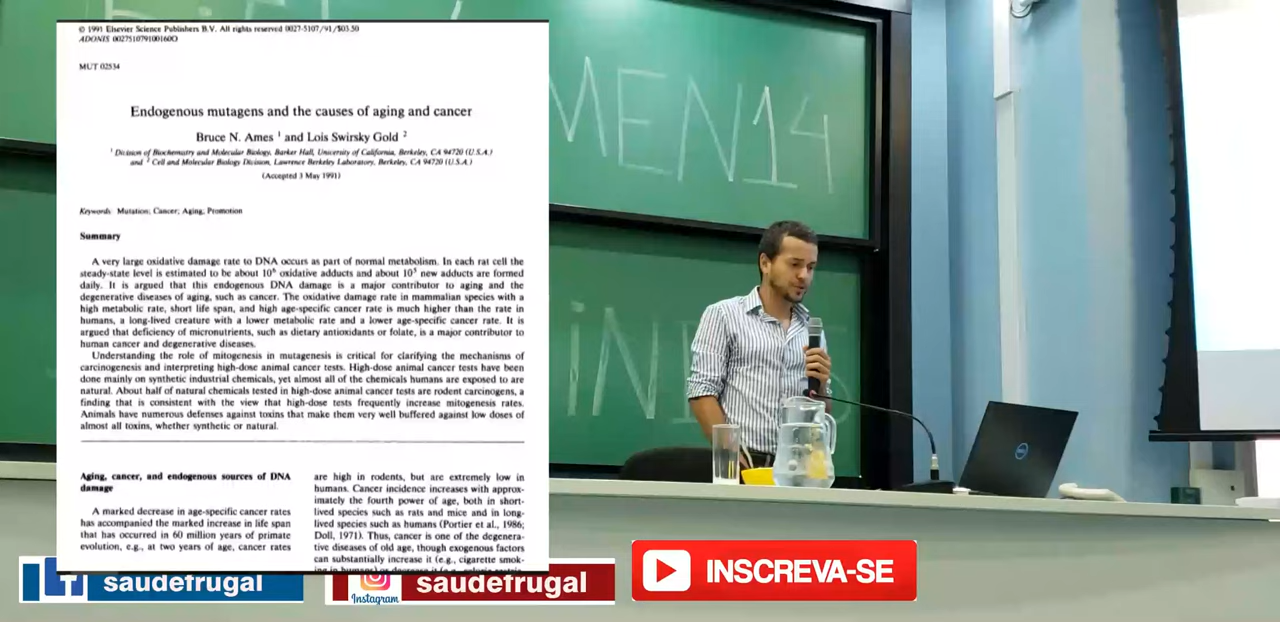 © 1991 Elsevier Science Publishers B.V. All rights reserved 0027-5107/91/$03.50
ADONIS 002751079100160O
MUT 02534
Endogenous mutagens and the causes of aging and cancer
Bruce N. Ames ¹ and Lois Swirsky Gold ²
¹ Division of Biochemistry and Molecular Biology, Barker Hall, University of California, Berkeley, CA 94720 (U.S.A.)
and ² Cell and Molecular Biology Division, Lawrence Berkeley Laboratory, Berkeley, CA 94720 (U.S.A.)
(Accepted 3 May 1991)
Keywords Mutation; Cancer; Aging; Promotion
Summary
A very large oxidative damage rate to DNA occurs as part of normal metabolism. In each rat cell the
steady-state level is estimated to be about 10⁶ oxidative adducts and about 10⁵ new adducts are formed
daily. It is argued that this endogenous DNA damage is a major contributor to aging and the
degenerative diseases of aging, such as cancer. The oxidative damage rate in mammalian species with a
high metabolic rate, short life span, and high age-specific cancer rate is much higher than the rate in
humans, a long-lived creature with a lower metabolic rate and a lower age-specific cancer rate. It is
argued that deficiency of micronutrients, such as dietary antioxidants or folate, is a major contributor to
human cancer and degenerative diseases.
Understanding the role of mitogenesis in mutagenesis is critical for clarifying the mechanisms of
carcinogenesis and interpreting high-dose animal cancer tests. High-dose animal cancer tests have been
done mainly on synthetic industrial chemicals, yet almost all of the chemicals humans are exposed to are
natural. About half of natural chemicals tested in high-dose animal cancer tests are rodent carcinogens, a
finding that is consistent with the view that high-dose tests frequently increase mitogenesis rates.
Animals have numerous defenses against toxins that make them very well buffered against low doses of
almost all toxins, whether synthetic or natural.
Aging, cancer, and endogenous sources of DNA
damage
A marked decrease in age-specific cancer rates
has accompanied the marked increase in life span
that has occurred in 60 million years of primate
evolution, e.g., at two years of age, cancer rates
are high in rodents, but are extremely low in
humans. Cancer incidence increases with approx-
imately the fourth power of age, both in short-
lived species such as rats and mice and in long-
lived species such as humans (Portier et al., 1986;
Doll, 1971). Thus, cancer is one of the degenera-
tive diseases of old age, though exogenous factors
can substantially increase it (e.g., cigarette smok-
MEN14
DELL
saudefrugal
Instagram
saudefrugal
INSCREVA-SE